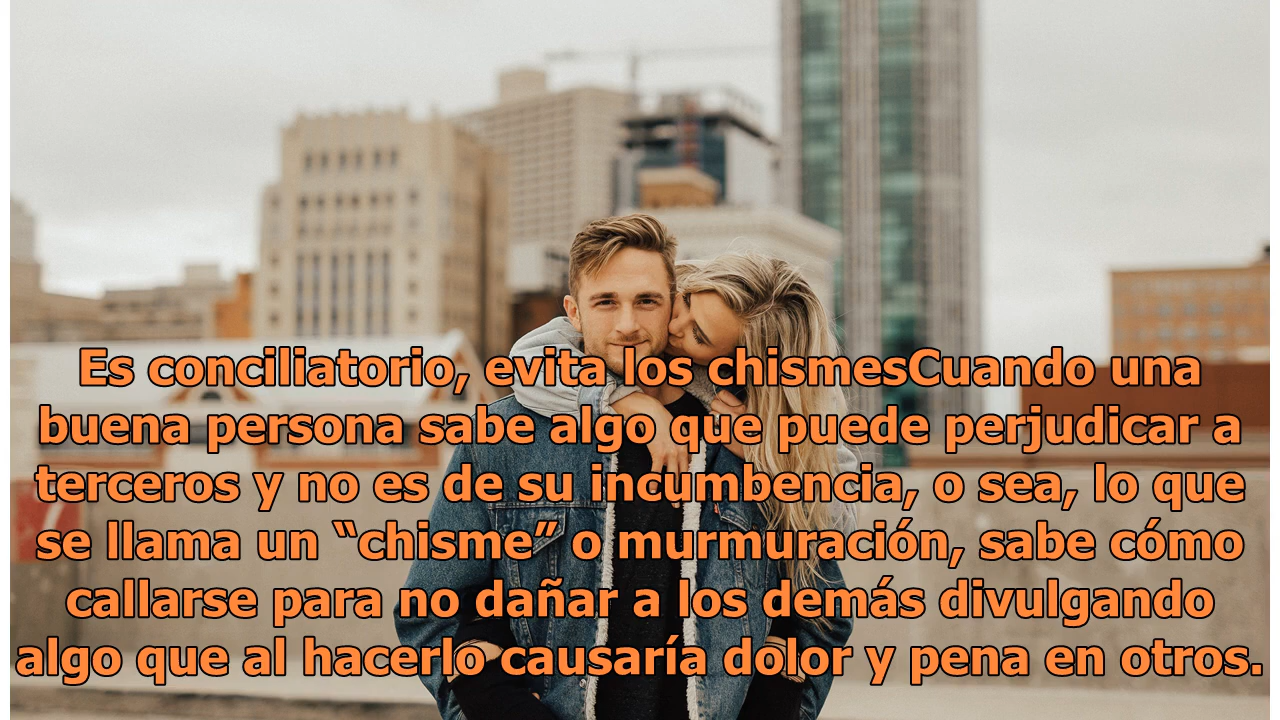 Es conciliatorio, evita los chismesCuando una
buena persona sabe algo que puede perjudicar a
terceros y no es de su incumbencia, o sea, lo que
se llama un “chisme” o murmuración, sabe cómo
callarse para no dañar a los demás divulgando
algo que al hacerlo causaría dolor y pena en otros.